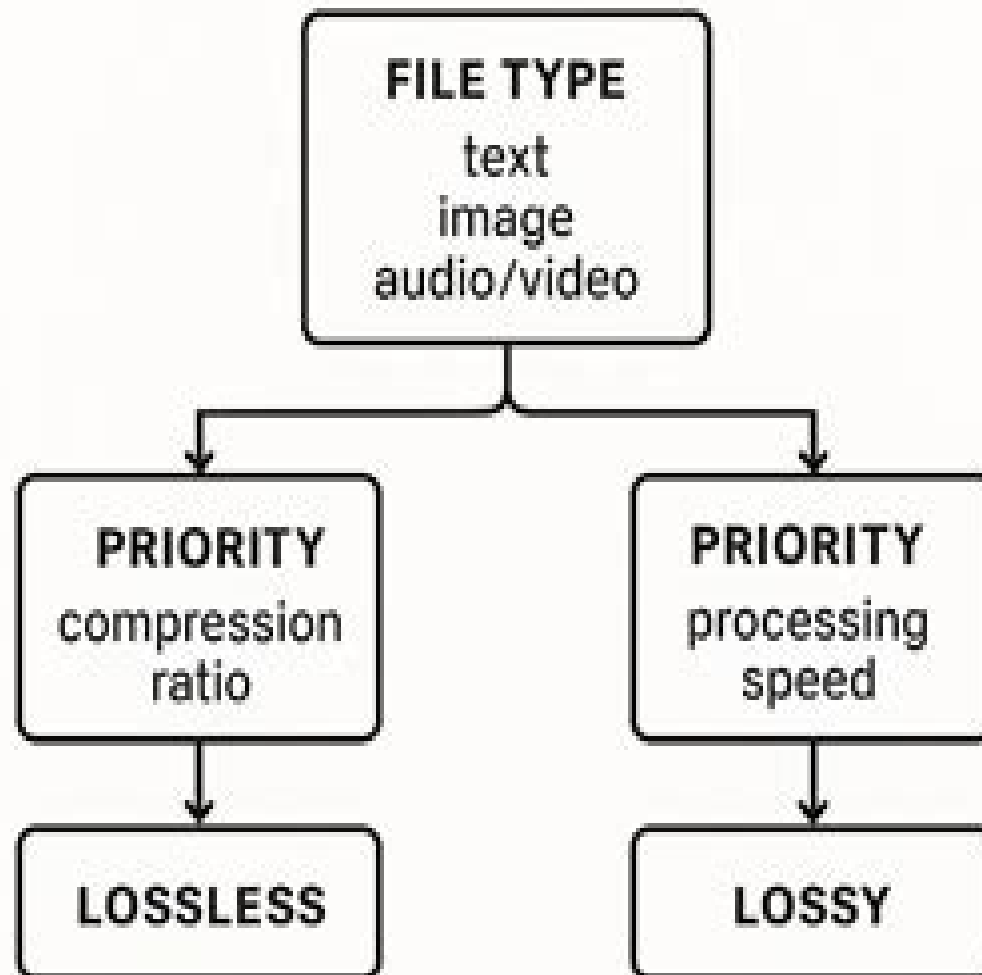 FILE TYPE
text
image
audio/video
PRIORITY
compression
ratio
PRIORITY
processing
speed
LOSSLESS
LOSSY